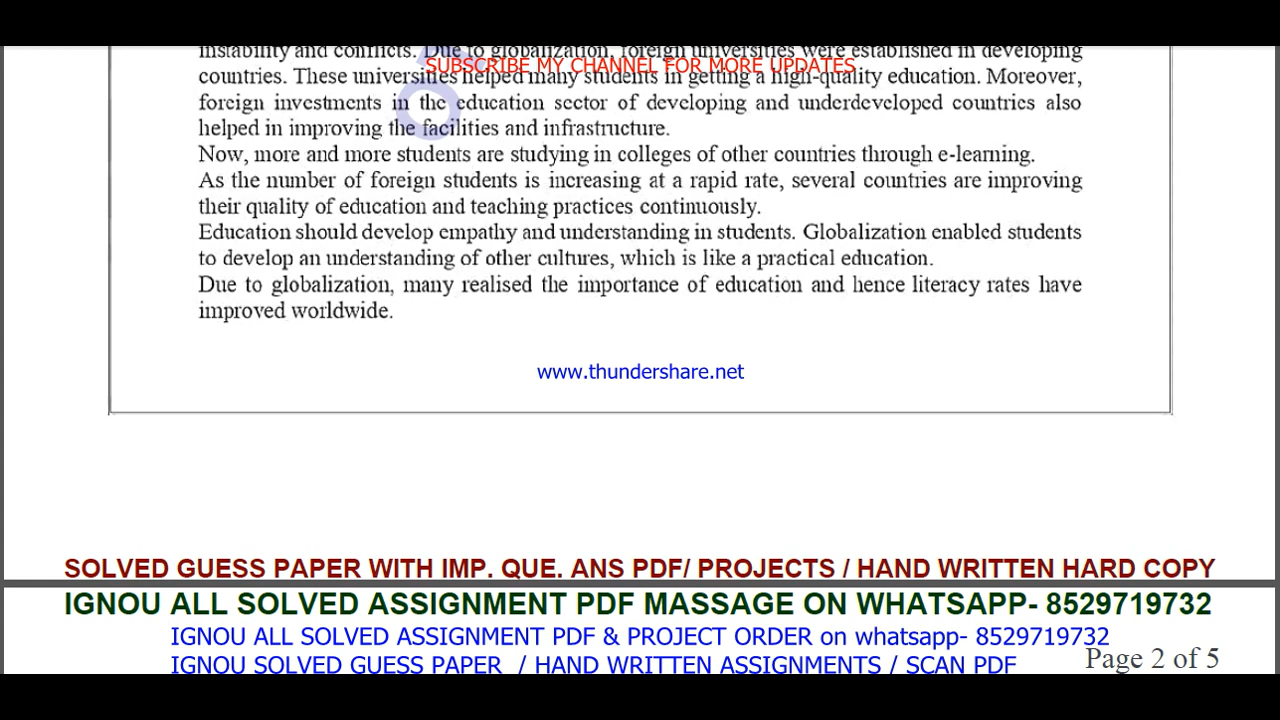 instability and conflicts. Due to globalization, foreign universities were established in developing
SUBSCRIBE MY CHANNEL FOR MORE UPDATES
countries. These universities helped many students in getting a high-quality education. Moreover,
foreign investments in the education sector of developing and underdeveloped countries also
helped in improving the facilities and infrastructure.
Now, more and more students are studying in colleges of other countries through e-learning.
As the number of foreign students is increasing at a rapid rate, several countries are improving
their quality of education and teaching practices continuously.
Education should develop empathy and understanding in students. Globalization enabled students
to develop an understanding of other cultures, which is like a practical education.
Due to globalization, many realised the importance of education and hence literacy rates have
improved worldwide.
www.thundershare.net
SOLVED GUESS PAPER WITH IMP. QUE. ANS PDF/ PROJECTS / HAND WRITTEN HARD COPY
IGNOU ALL SOLVED ASSIGNMENT PDF MASSAGE ON WHATSAPP- 8529719732
IGNOU ALL SOLVED ASSIGNMENT PDF & PROJECT ORDER on whatsapp- 8529719732
IGNOU SOLVED GUESS PAPER / HAND WRITTEN ASSIGNMENTS / SCAN PDF
Page 2 of 5